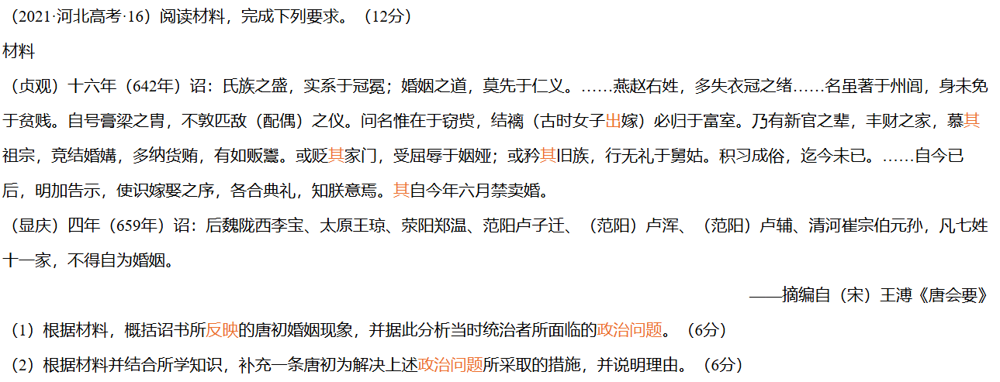 （2021·河北高考·16）阅读材料，完成下列要求。（12分）
材料
（贞观）十六年（642年）诏：氏族之盛，实系于冠冕；婚姻之道，莫先于仁义。……燕赵右姓，多失衣冠之绪……名虽著于州闾，身未免
于贫贱。自号膏梁之胄，不敦匹敌（配偶）之仪。问名惟在于窃赀，结褵（古时女子出嫁）必归于富室。乃有新官之辈，丰财之家，慕其
祖宗，竞结婚媾，多纳货贿，有如贩鬻。或贬其家门，受屈辱于姻娅；或矜其旧族，行无礼于舅姑。积习成俗，迄今未已。……自今已
后，明加告示，使识嫁娶之序，各合典礼，知朕意焉。其自今年六月禁卖婚。
（显庆）四年（659年）诏：后魏陇西李宝、太原王琼、荥阳郑温、范阳卢子迁、（范阳）卢浑、（范阳）卢辅、清河崔宗伯元孙，凡七姓
十一家，不得自为婚姻。
——摘编自（宋）王溥《唐会要》
（1）根据材料，概括诏书所反映的唐初婚姻现象，并据此分析当时统治者所面临的政治问题。（6分）
（2）根据材料并结合所学知识，补充一条唐初为解决上述政治问题所采取的措施，并说明理由。（6分）